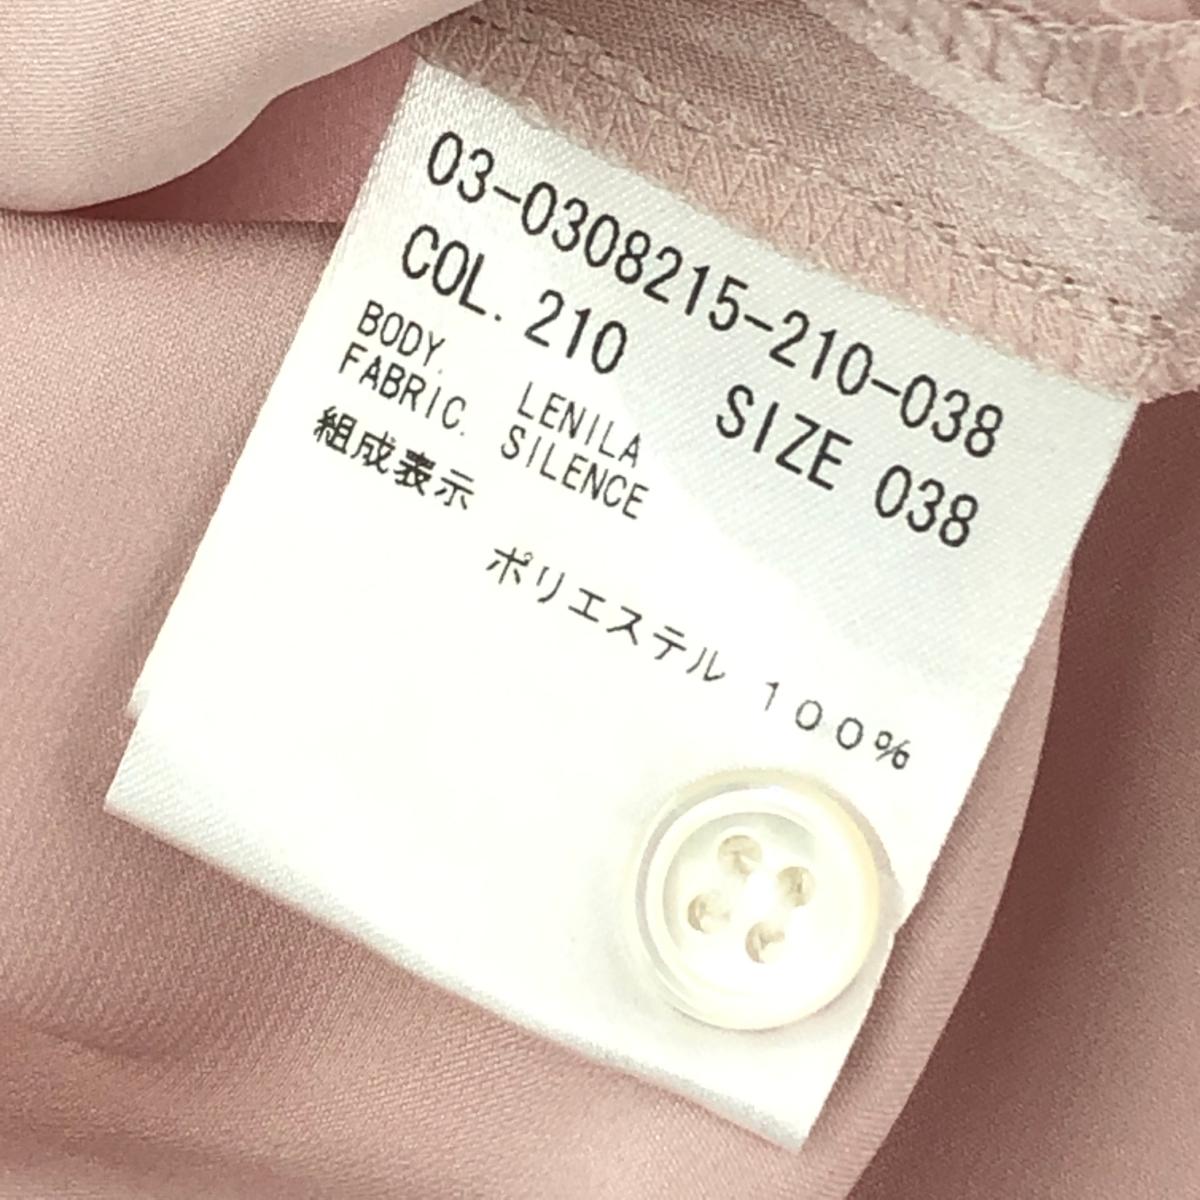 03-0308215-210-038
COL. 210 SIZE 038
BODY. LENILA
FABRIC. SILENCE
組成表示
ポリエステル 100%